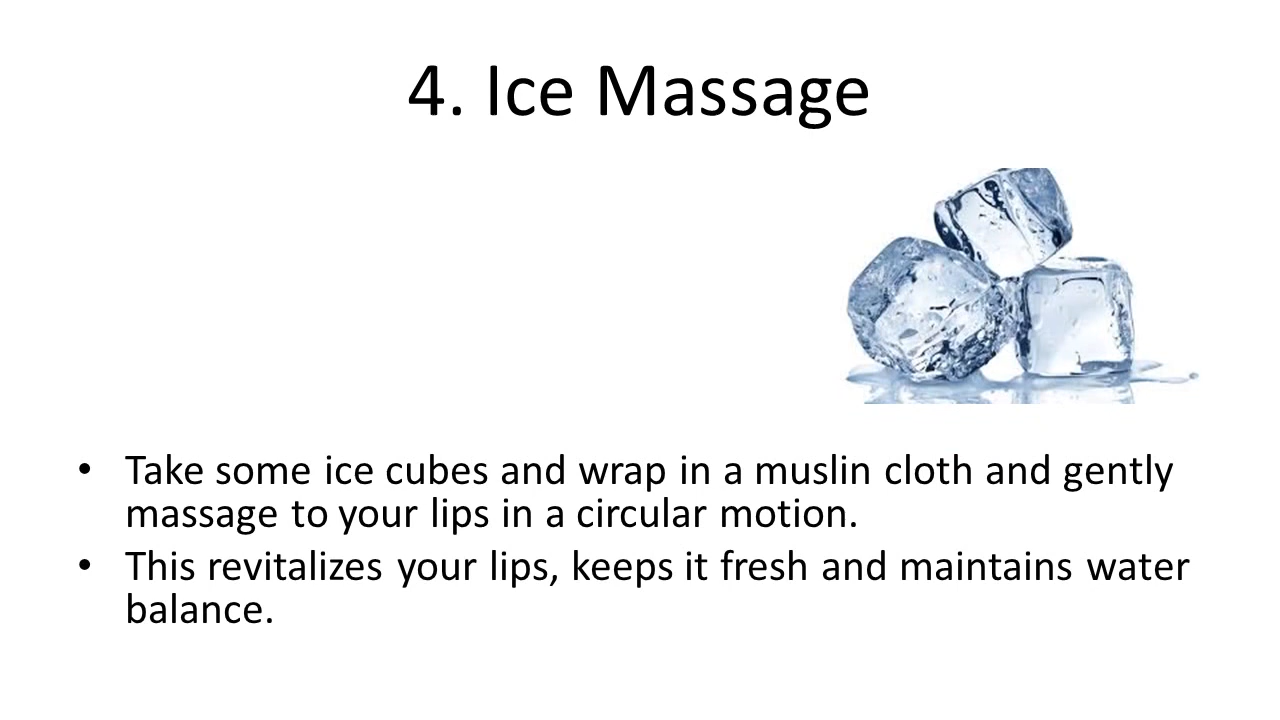 4. Ice Massage
• Take some ice cubes and wrap in a muslin cloth and gently
massage to your lips in a circular motion.
• This revitalizes your lips, keeps it fresh and maintains water
balance.